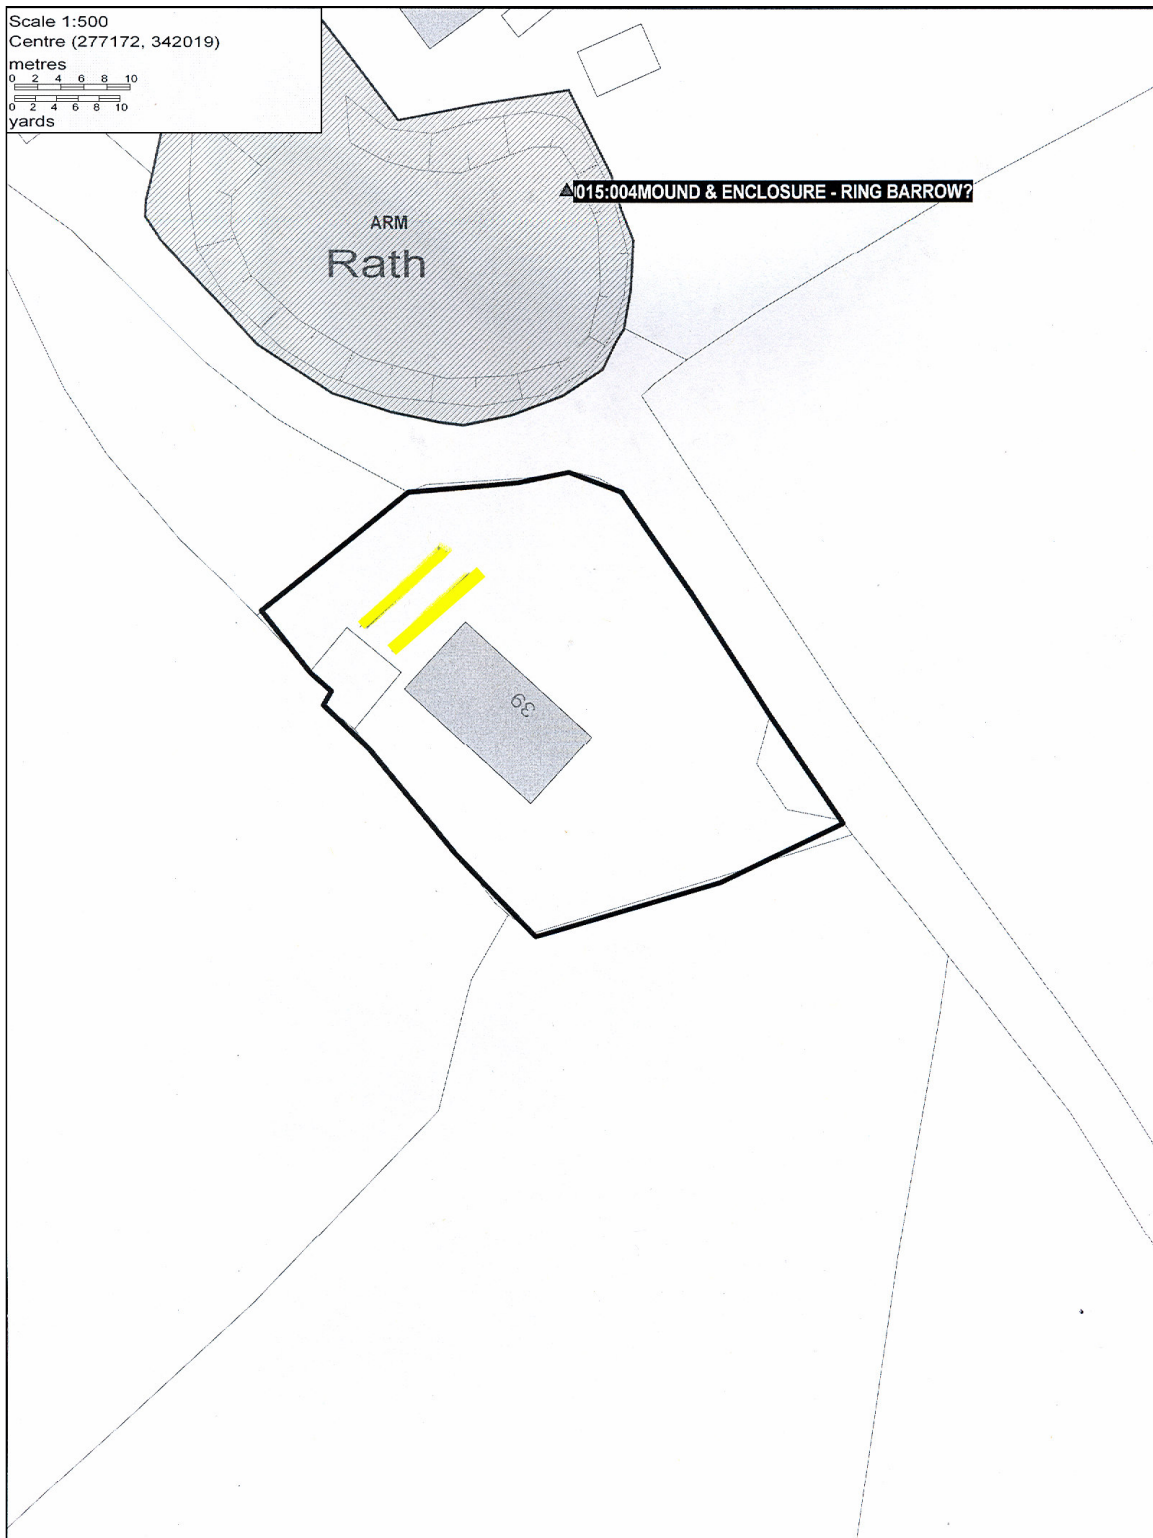 Scale 1:500
Centre (277172, 342019)
metres
0 2 4 6 8 10
0 2 4 6 8 10
yards
015:004MOUND & ENCLOSURE - RING BARROW?
ARM
Rath
39